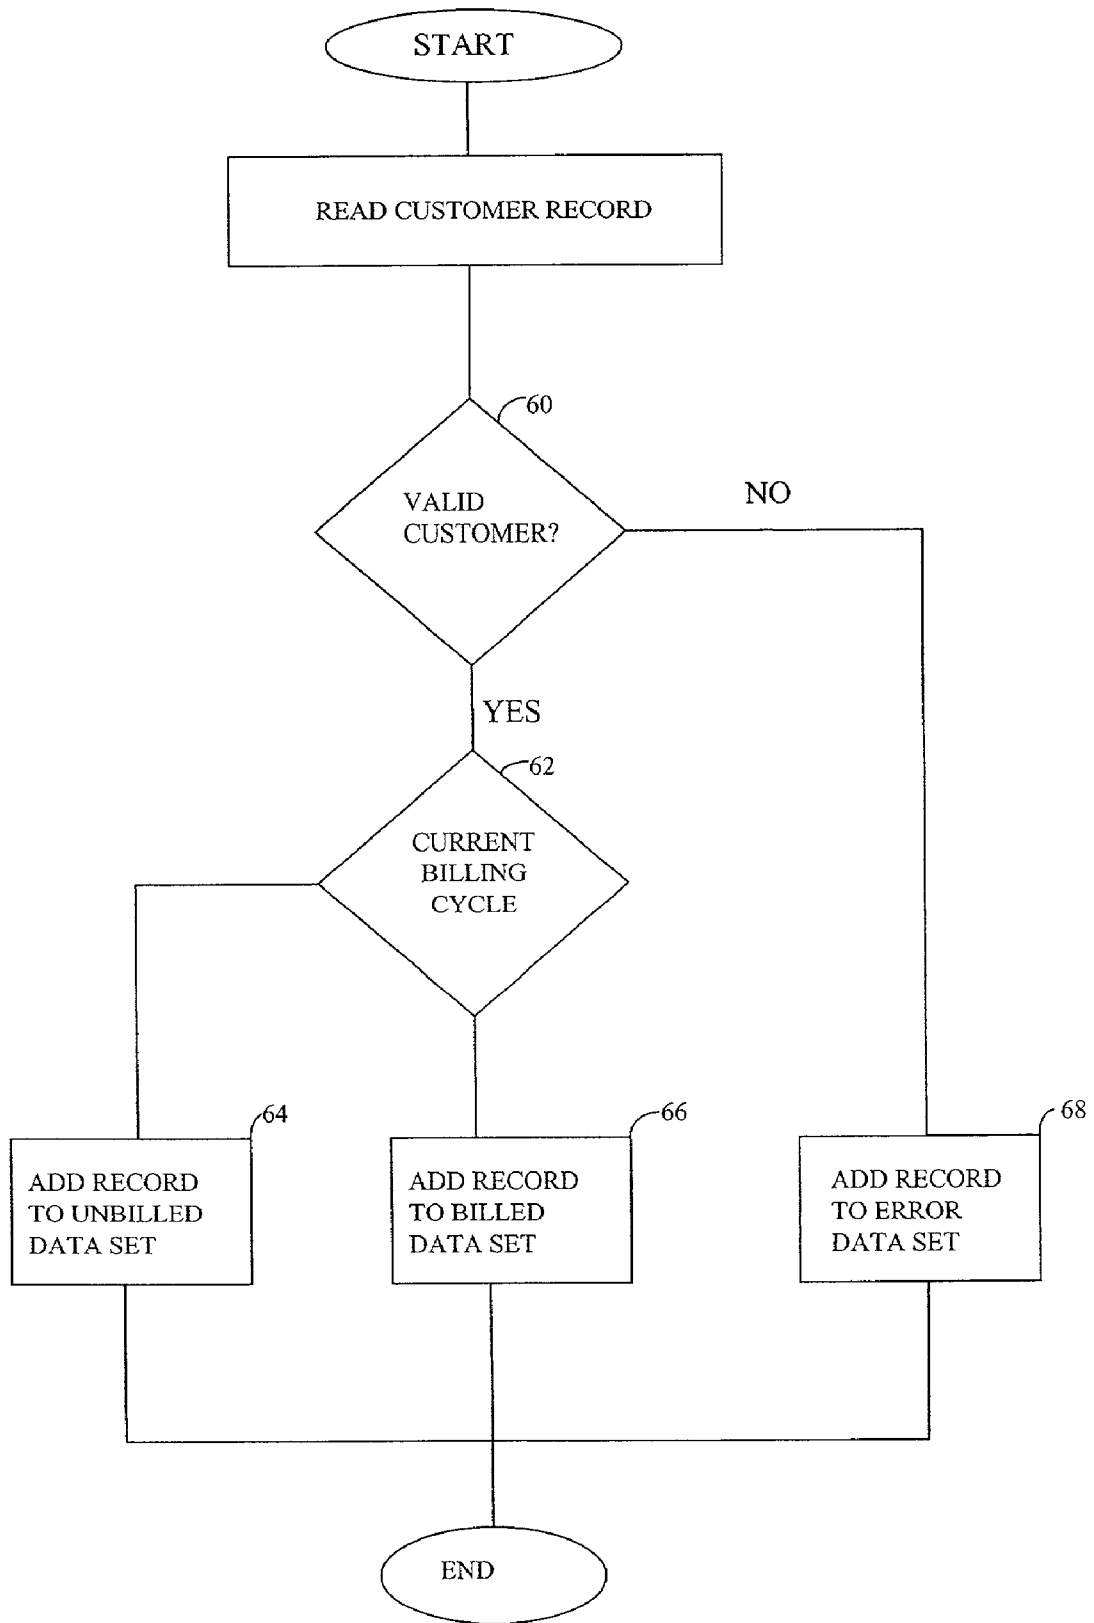 START
READ CUSTOMER RECORD
60
VALID
CUSTOMER?
NO
YES
62
CURRENT
BILLING
CYCLE
64
ADD RECORD
TO UNBILLED
DATA SET
66
ADD RECORD
TO BILLED
DATA SET
68
ADD RECORD
TO ERROR
DATA SET
END